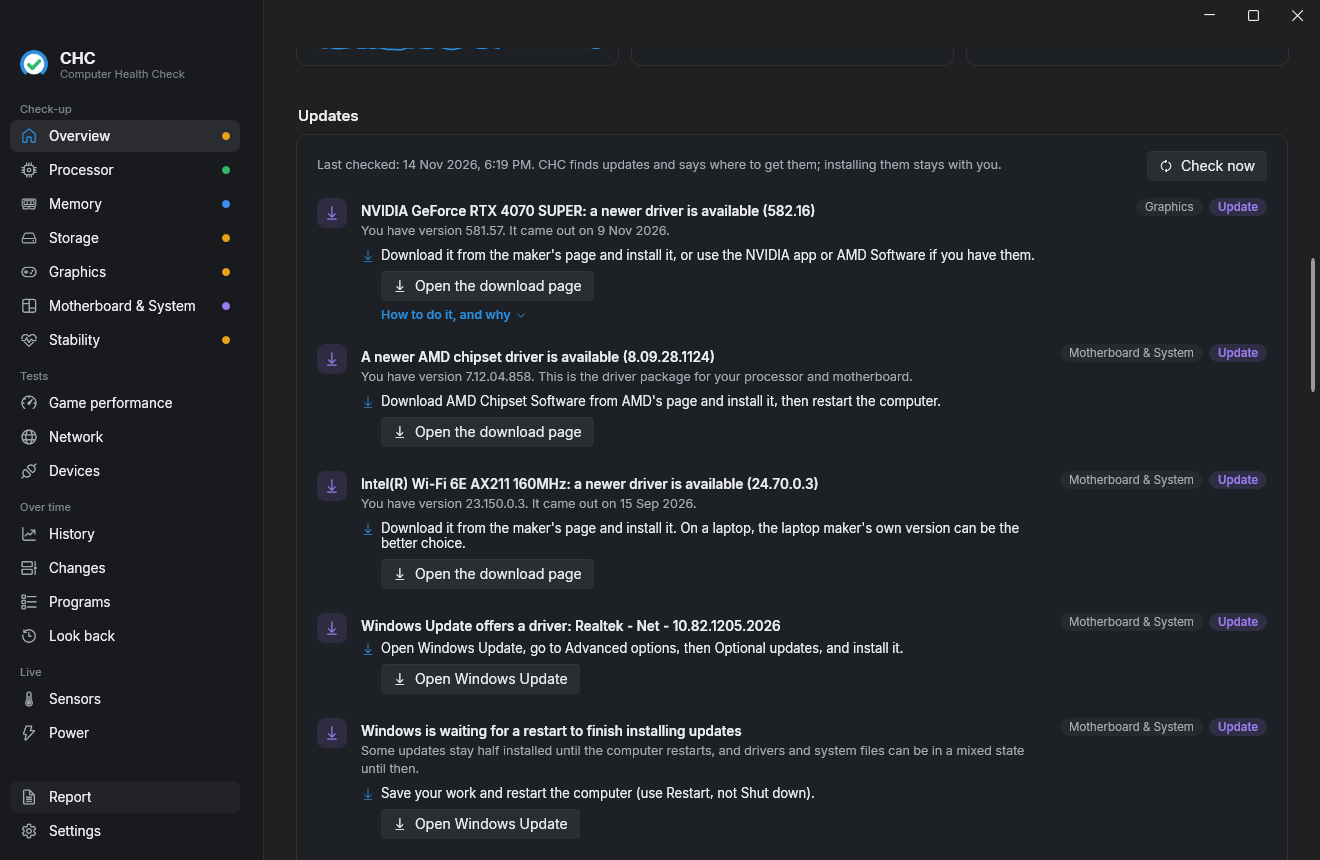 CHC
Computer Health Check
Check-up
Overview
Processor
Memory
Storage
Graphics
Motherboard & System
Stability
Tests
Game performance
Network
Devices
Over time
History
Changes
Programs
Look back
Live
Sensors
Power
Report
Settings
Updates
Last checked: 14 Nov 2026, 6:19 PM. CHC finds updates and says where to get them; installing them stays with you.
Check now
NVIDIA GeForce RTX 4070 SUPER: a newer driver is available (582.16)
Graphics
Update
You have version 581.57. It came out on 9 Nov 2026.
Download it from the maker's page and install it, or use the NVIDIA app or AMD Software if you have them.
Open the download page
How to do it, and why
A newer AMD chipset driver is available (8.09.28.1124)
Motherboard & System
Update
You have version 7.12.04.858. This is the driver package for your processor and motherboard.
Download AMD Chipset Software from AMD's page and install it, then restart the computer.
Open the download page
Intel(R) Wi-Fi 6E AX211 160MHz: a newer driver is available (24.70.0.3)
Motherboard & System
Update
You have version 23.150.0.3. It came out on 15 Sep 2026.
Download it from the maker's page and install it. On a laptop, the laptop maker's own version can be the
better choice.
Open the download page
Windows Update offers a driver: Realtek - Net - 10.82.1205.2026
Motherboard & System
Update
Open Windows Update, go to Advanced options, then Optional updates, and install it.
Open Windows Update
Windows is waiting for a restart to finish installing updates
Motherboard & System
Update
Some updates stay half installed until the computer restarts, and drivers and system files can be in a mixed state
until then.
Save your work and restart the computer (use Restart, not Shut down).
Open Windows Update